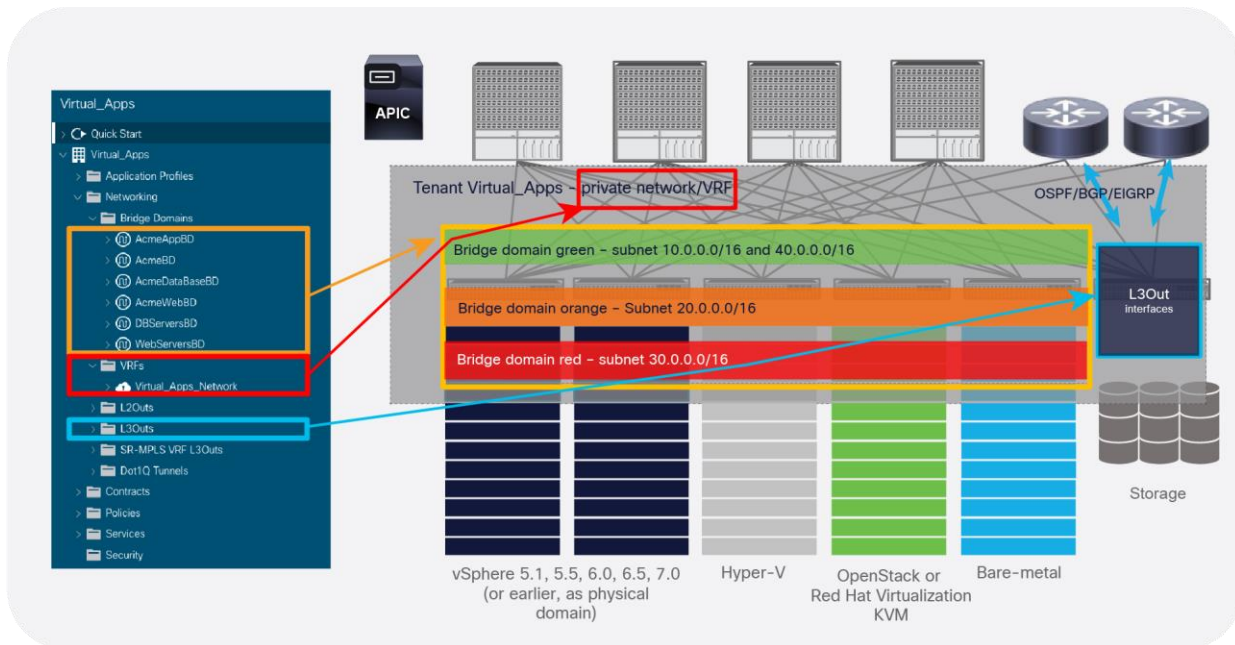 Virtual_Apps
Quick Start
Virtual_Apps
Application Profiles
Networking
Bridge Domains
AcmeAppBD
AcmeBD
AcmeDataBaseBD
AcmeWebBD
DBServersBD
WebServersBD
VRFs
Virtual_Apps_Network
L2Outs
L3Outs
SR-MPLS VRF L3Outs
Dot1Q Tunnels
Contracts
Policies
Services
Security
APIC
Tenant Virtual_Apps - private network/VRF
OSPF/BGP/EIGRP
Bridge domain green – subnet 10.0.0.0/16 and 40.0.0.0/16
Bridge domain orange – Subnet 20.0.0.0/16
Bridge domain red – subnet 30.0.0.0/16
L3Out
interfaces
Storage
vSphere 5.1, 5.5, 6.0, 6.5, 7.0
(or earlier, as physical
domain)
Hyper-V
OpenStack or
Red Hat Virtualization
KVM
Bare-metal